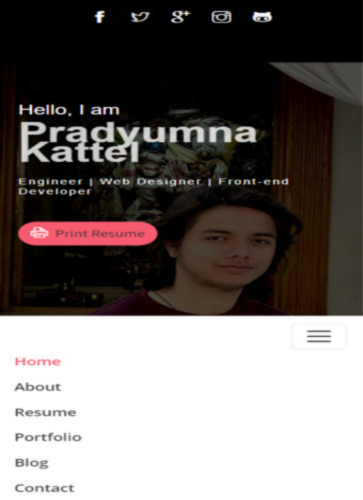 Hello, I am
Pradyumna
Kattel
Engineer | Web Designer | Front-end
Developer
Print Resume
Home
About
Resume
Portfolio
Blog
Contact